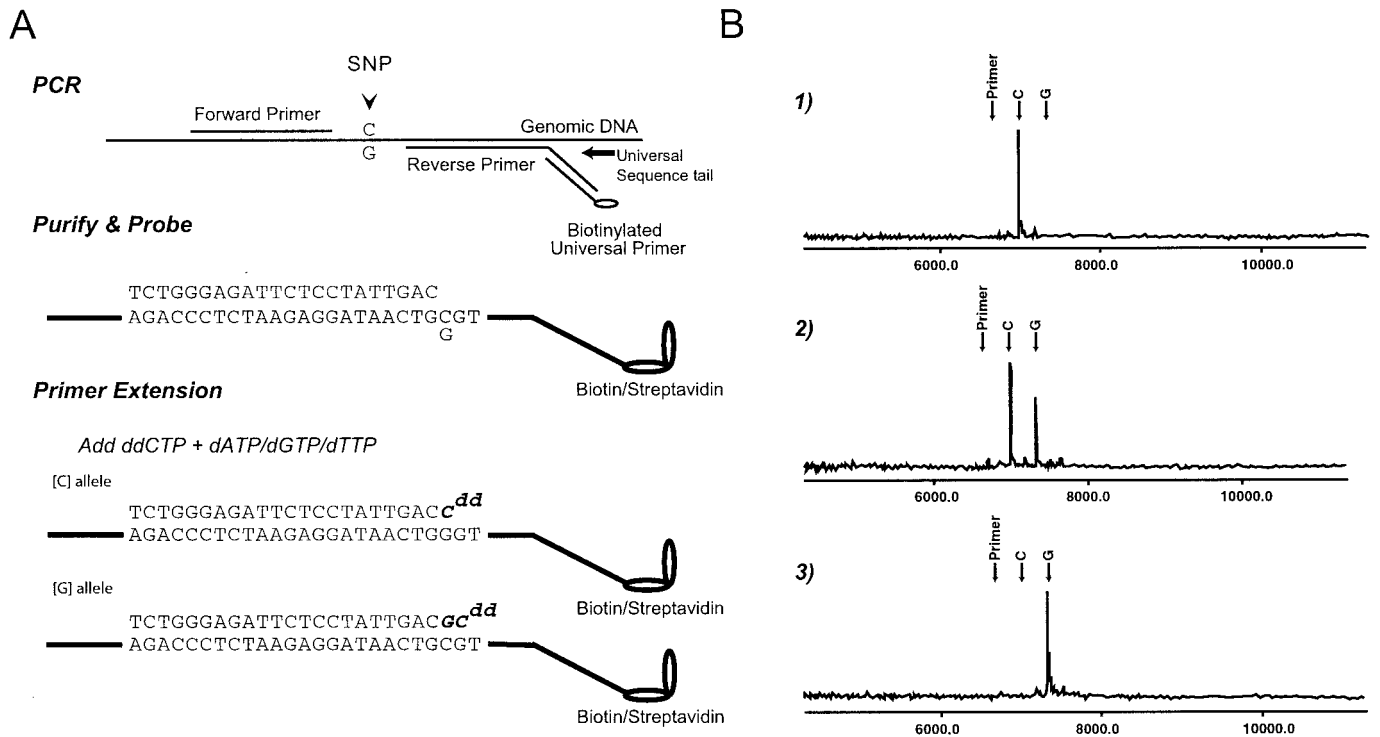 A
PCR
SNP
Forward Primer
C
G
Genomic DNA
Reverse Primer
Universal
Sequence tail
Biotinylated
Universal Primer
Purify & Probe
TCTGGGAGATTCTCCTATTGAC
AGACCCTCTAAGAGGATAACTGCGT
G
Biotin/Streptavidin
Primer Extension
Add ddCTP + dATP/dGTP/dTTP
[C] allele
TCTGGGAGATTCTCCTATTGACCdd
AGACCCTCTAAGAGGATAACTGGGT
Biotin/Streptavidin
[G] allele
TCTGGGAGATTCTCCTATTGACGCdd
AGACCCTCTAAGAGGATAACTGCGT
Biotin/Streptavidin
B
1)
Primer
C
G
6000.0 8000.0 10000.0
2)
Primer
C
G
6000.0 8000.0 10000.0
3)
Primer
C
G
6000.0 8000.0 10000.0